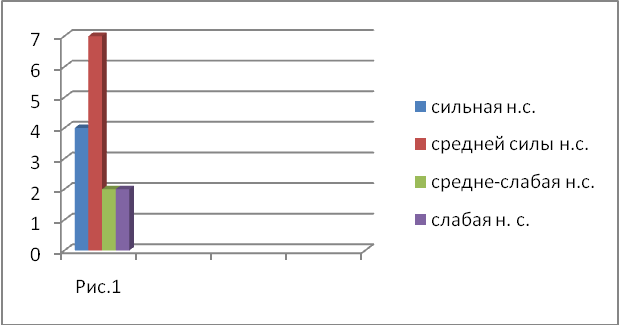 7
6
5
4
3
2
1
0
Рис.1
сильная н.с.
средней силы н.с.
средне-слабая н.с.
слабая н. с.